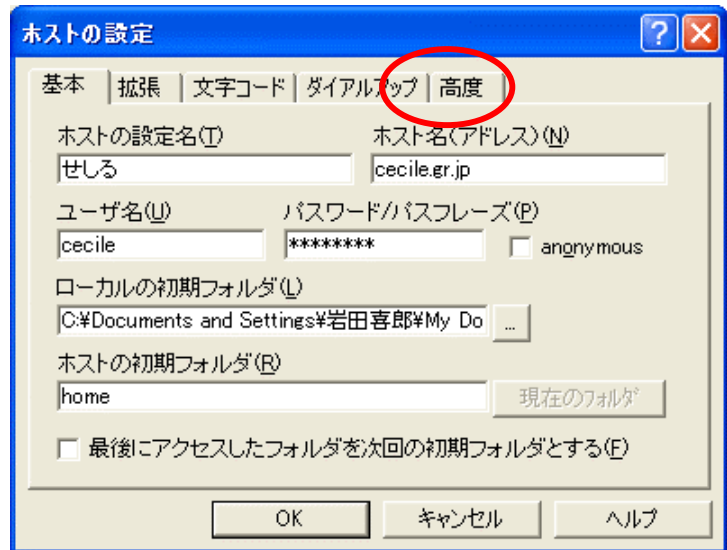 ホストの設定
基本 拡張 文字コード ダイアルアップ 高度
ホストの設定名(T) ホスト名(アドレス)(N)
せしる cecile.gr.jp
ユーザ名(U) パスワード/パスフレーズ(P)
cecile ******** anonymous
ローカルの初期フォルダ(L)
C:¥Documents and Settings¥岩田喜郎¥My Do ...
ホストの初期フォルダ(R)
home 現在のフォルダ
最後にアクセスしたフォルダを次回の初期フォルダとする(F)
OK キャンセル ヘルプ